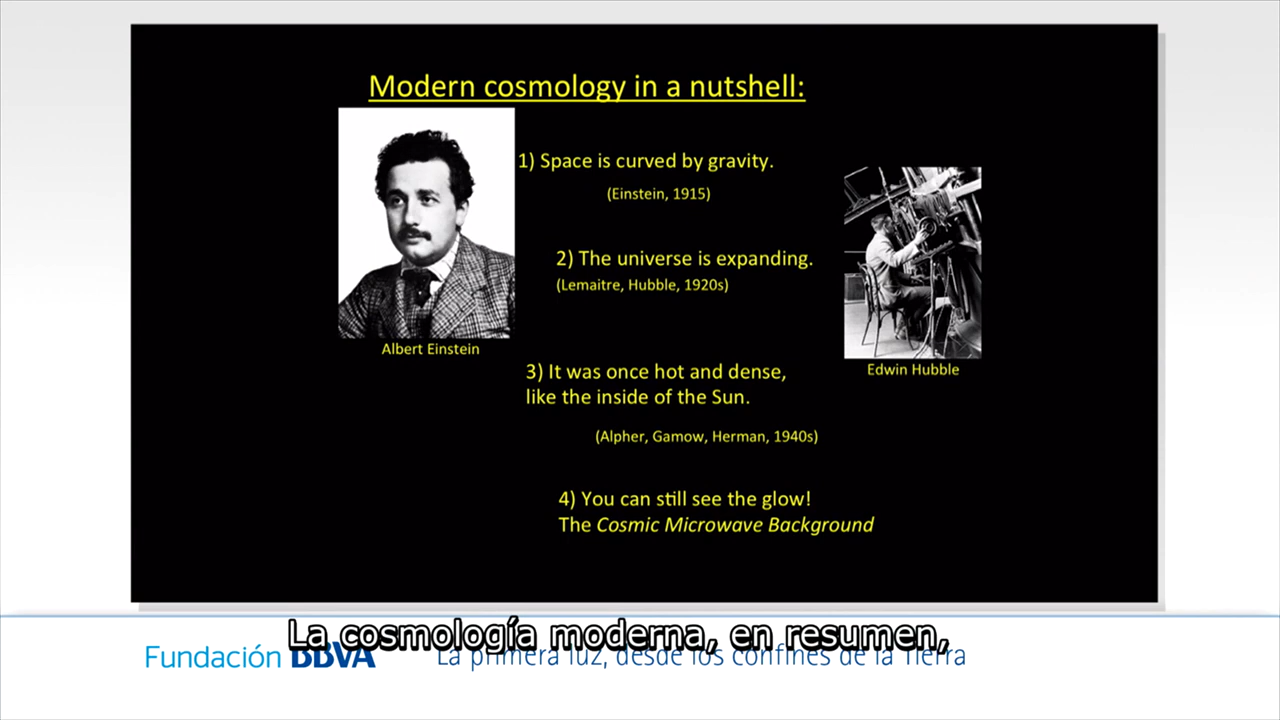 Modern cosmology in a nutshell:
1) Space is curved by gravity.
(Einstein, 1915)
2) The universe is expanding.
(Lemaitre, Hubble, 1920s)
Albert Einstein
Edwin Hubble
3) It was once hot and dense,
like the inside of the Sun.
(Alpher, Gamow, Herman, 1940s)
4) You can still see the glow!
The Cosmic Microwave Background
La cosmología moderna, en resumen,
Fundación BBVA
La primera luz, desde los confines de la Tierra